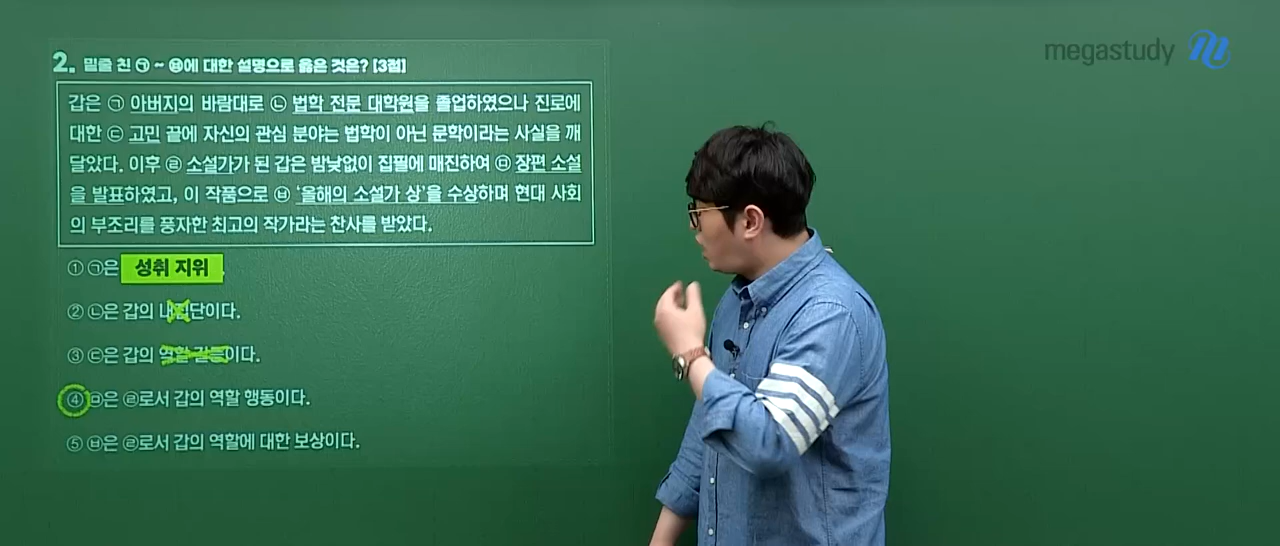 megastudy
2. 밑줄 친 ㉠ ~ ㉥에 대한 설명으로 옳은 것은? [3점]
갑은 ㉠ 아버지의 바람대로 ㉡ 법학 전문 대학원을 졸업하였으나 진로에
대한 ㉢ 고민 끝에 자신의 관심 분야는 법학이 아닌 문학이라는 사실을 깨
달았다. 이후 ㉣ 소설가가 된 갑은 밤낮없이 집필에 매진하여 ㉤ 장편 소설
을 발표하였고, 이 작품으로 ㉥ '올해의 소설가 상'을 수상하며 현대 사회
의 부조리를 풍자한 최고의 작가라는 찬사를 받았다.
① ㉠은 성취 지위
② ㉡은 갑의 내집단이다.
③ ㉢은 갑의 역할 갈등이다.
④ ㉤은 ㉣로서 갑의 역할 행동이다.
⑤ ㉥은 ㉣로서 갑의 역할에 대한 보상이다.